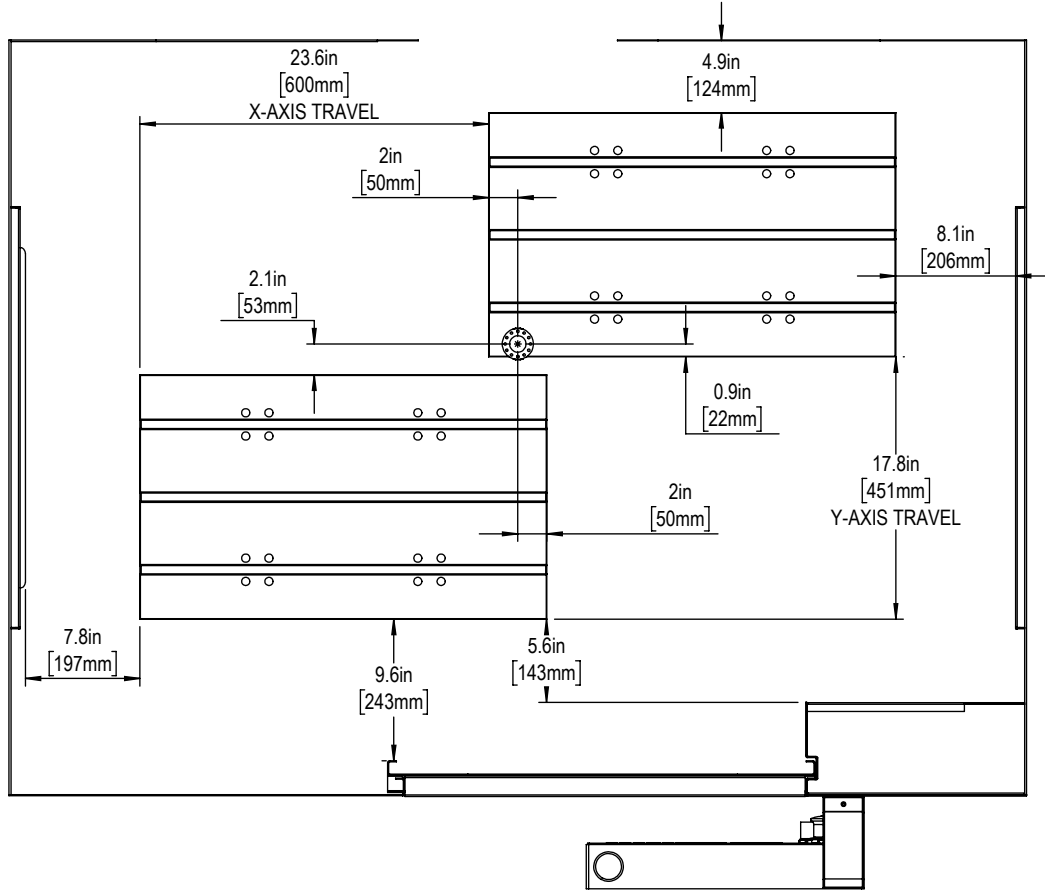 23.6in
[600mm]
X-AXIS TRAVEL
4.9in
[124mm]
2in
[50mm]
8.1in
[206mm]
2.1in
[53mm]
0.9in
[22mm]
17.8in
[451mm]
Y-AXIS TRAVEL
2in
[50mm]
7.8in
[197mm]
9.6in
[243mm]
5.6in
[143mm]